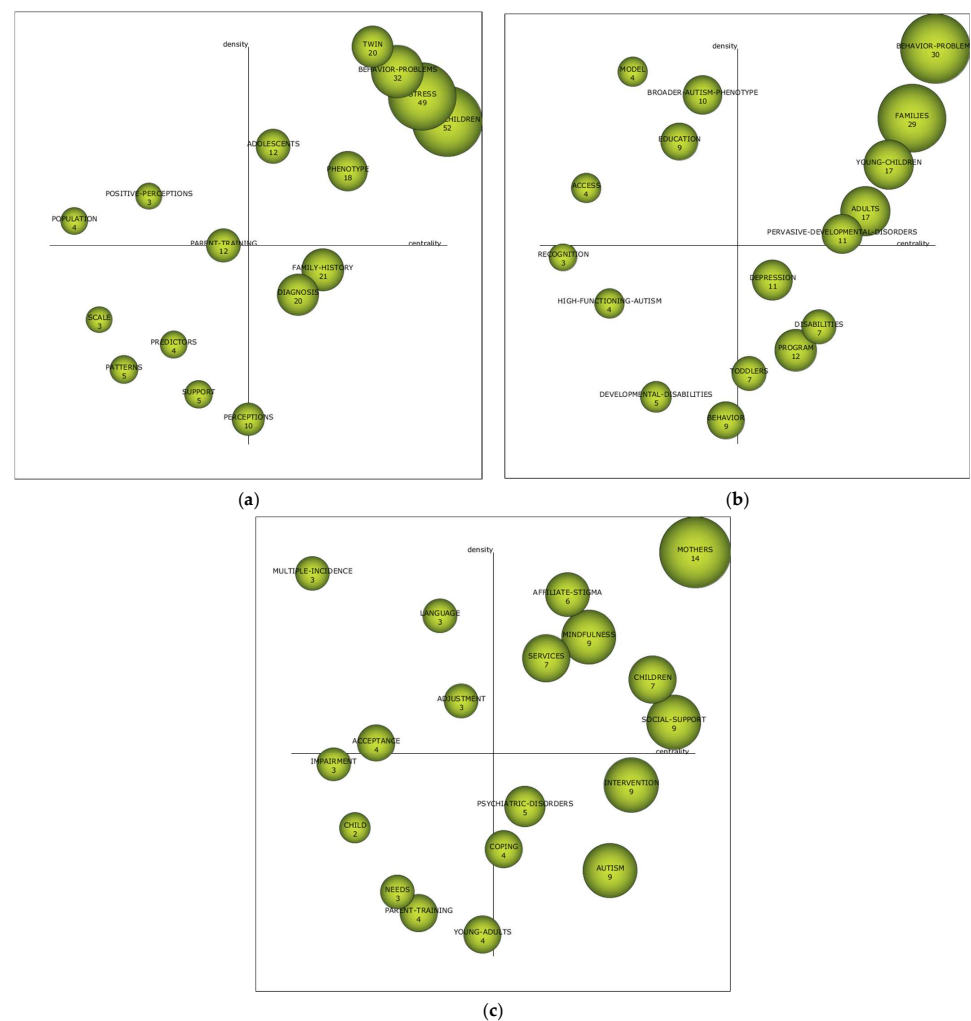 density
TWIN
20
BEHAVIOR-PROBLEMS
32
STRESS
49
CHILDREN
52
ADOLESCENTS
12
PHENOTYPE
18
POSITIVE-PERCEPTIONS
3
POPULATION
4
PARENT-TRAINING
12
centrality
FAMILY-HISTORY
21
DIAGNOSIS
20
SCALE
3
PREDICTORS
4
PATTERNS
5
SUPPORT
5
PERCEPTIONS
10
(a)
density
BEHAVIOR-PROBLEM
30
MODEL
4
BROADER-AUTISM-PHENOTYPE
10
FAMILIES
29
EDUCATION
9
YOUNG-CHILDREN
17
ACCESS
4
ADULTS
17
PERVASIVE-DEVELOPMENTAL-DISORDERS
11
centrality
RECOGNITION
3
DEPRESSION
11
HIGH-FUNCTIONING-AUTISM
4
DISABILITIES
7
PROGRAM
12
TODDLERS
7
DEVELOPMENTAL-DISABILITIES
5
BEHAVIOR
9
(b)
density
MOTHERS
14
MULTIPLE-INCIDENCE
3
AFFILIATE-STIGMA
6
LANGUAGE
3
MINDFULNESS
9
SERVICES
7
CHILDREN
7
ADJUSTMENT
3
SOCIAL-SUPPORT
9
ACCEPTANCE
4
centrality
IMPAIRMENT
3
INTERVENTION
9
PSYCHIATRIC-DISORDERS
5
CHILD
2
COPING
4
AUTISM
9
NEEDS
3
PARENT-TRAINING
4
YOUNG-ADULTS
4
(c)